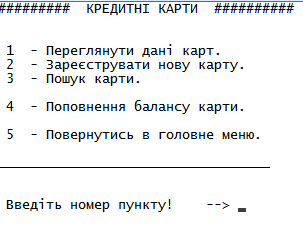 ######### КРЕДИТНІ КАРТИ ##########
1 - Переглянути дані карт.
2 - Зареєструвати нову карту.
3 - Пошук карти.
4 - Поповнення балансу карти.
5 - Повернутись в головне меню.
Введіть номер пункту! --> _